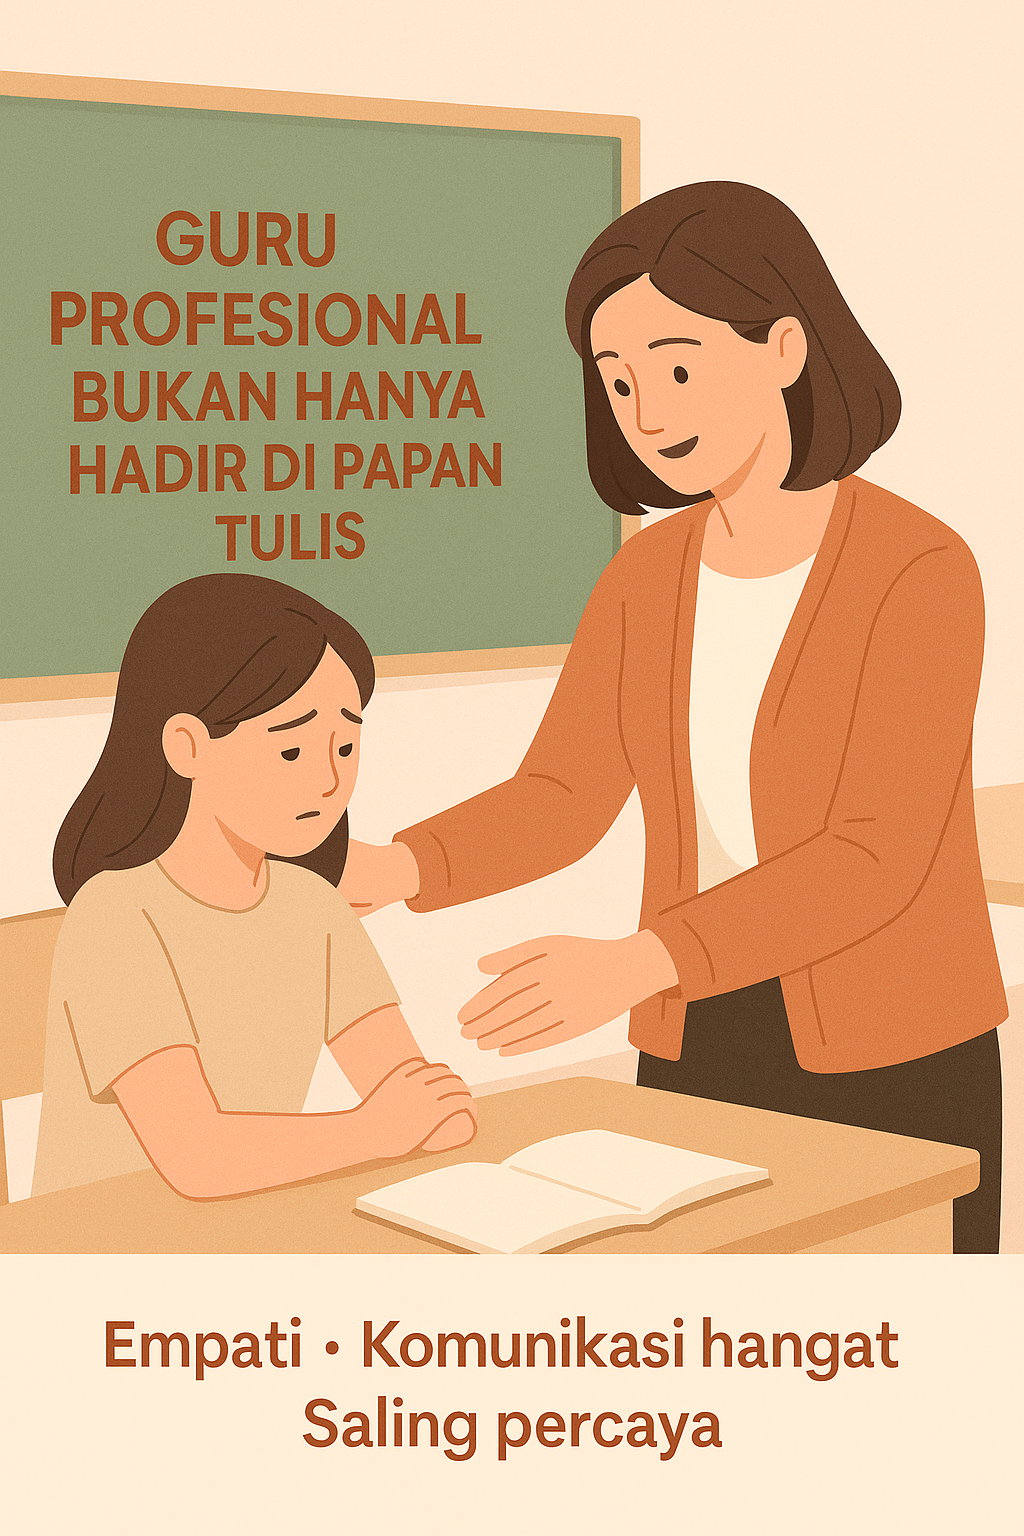 GURU
PROFESIONAL
BUKAN HANYA
HADIR DI PAPAN
TULIS
Empati • Komunikasi hangat
Saling percaya